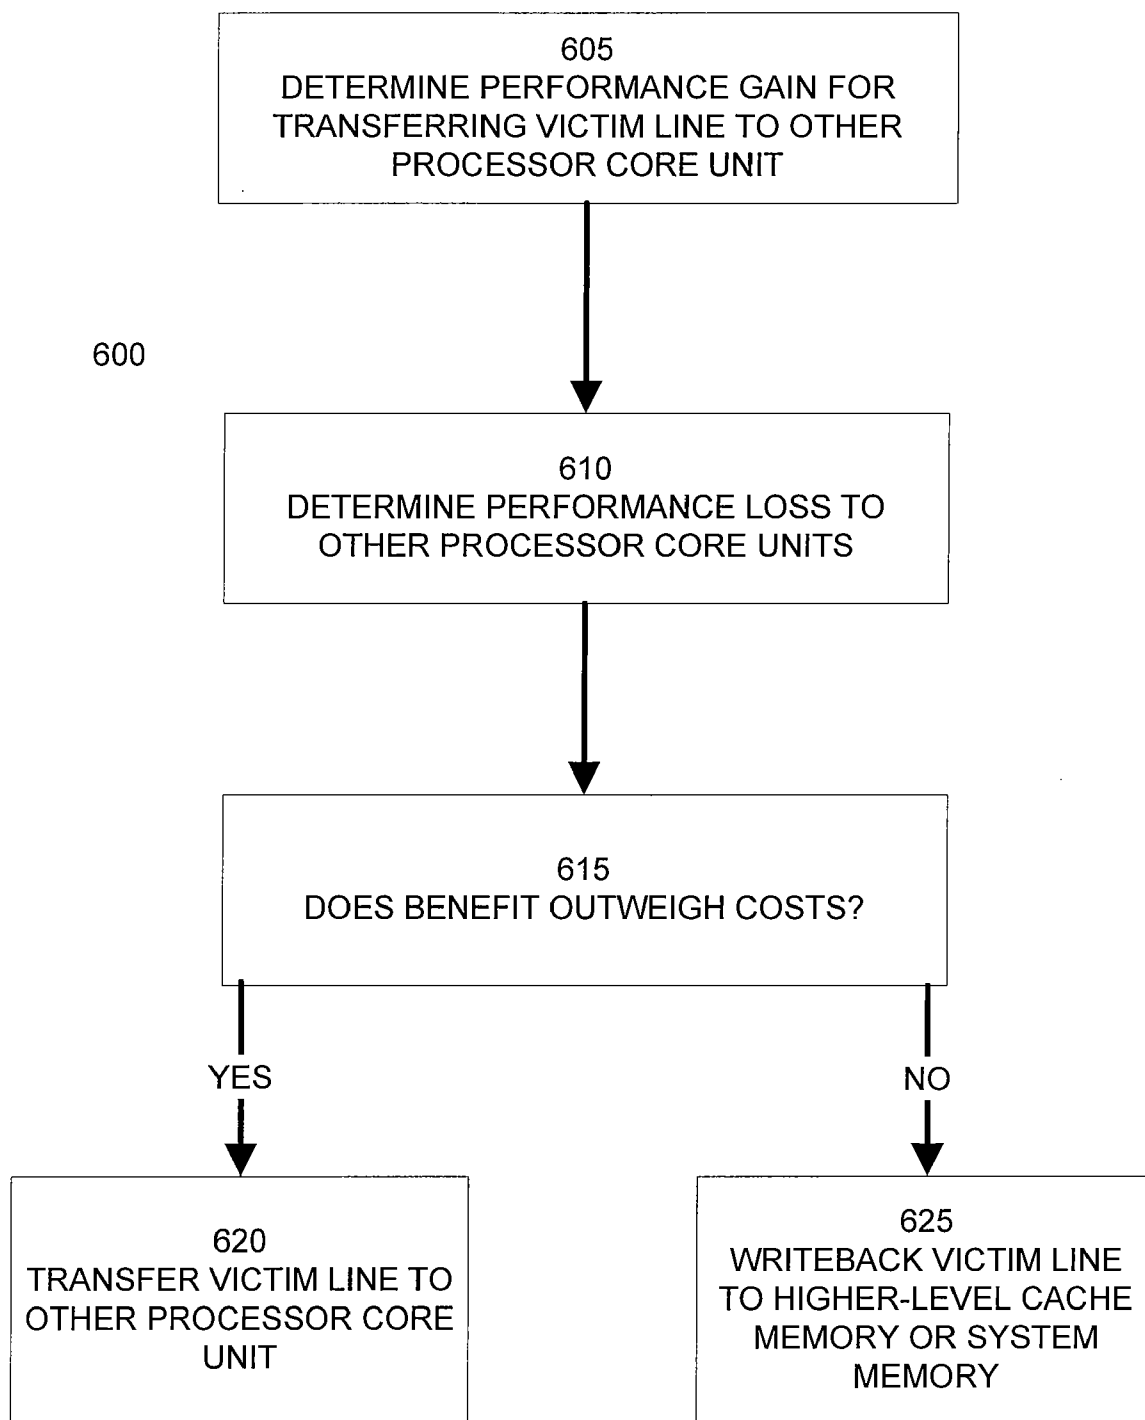 605
DETERMINE PERFORMANCE GAIN FOR
TRANSFERRING VICTIM LINE TO OTHER
PROCESSOR CORE UNIT
600
610
DETERMINE PERFORMANCE LOSS TO
OTHER PROCESSOR CORE UNITS
615
DOES BENEFIT OUTWEIGH COSTS?
YES
NO
620
TRANSFER VICTIM LINE TO
OTHER PROCESSOR CORE
UNIT
625
WRITEBACK VICTIM LINE
TO HIGHER-LEVEL CACHE
MEMORY OR SYSTEM
MEMORY